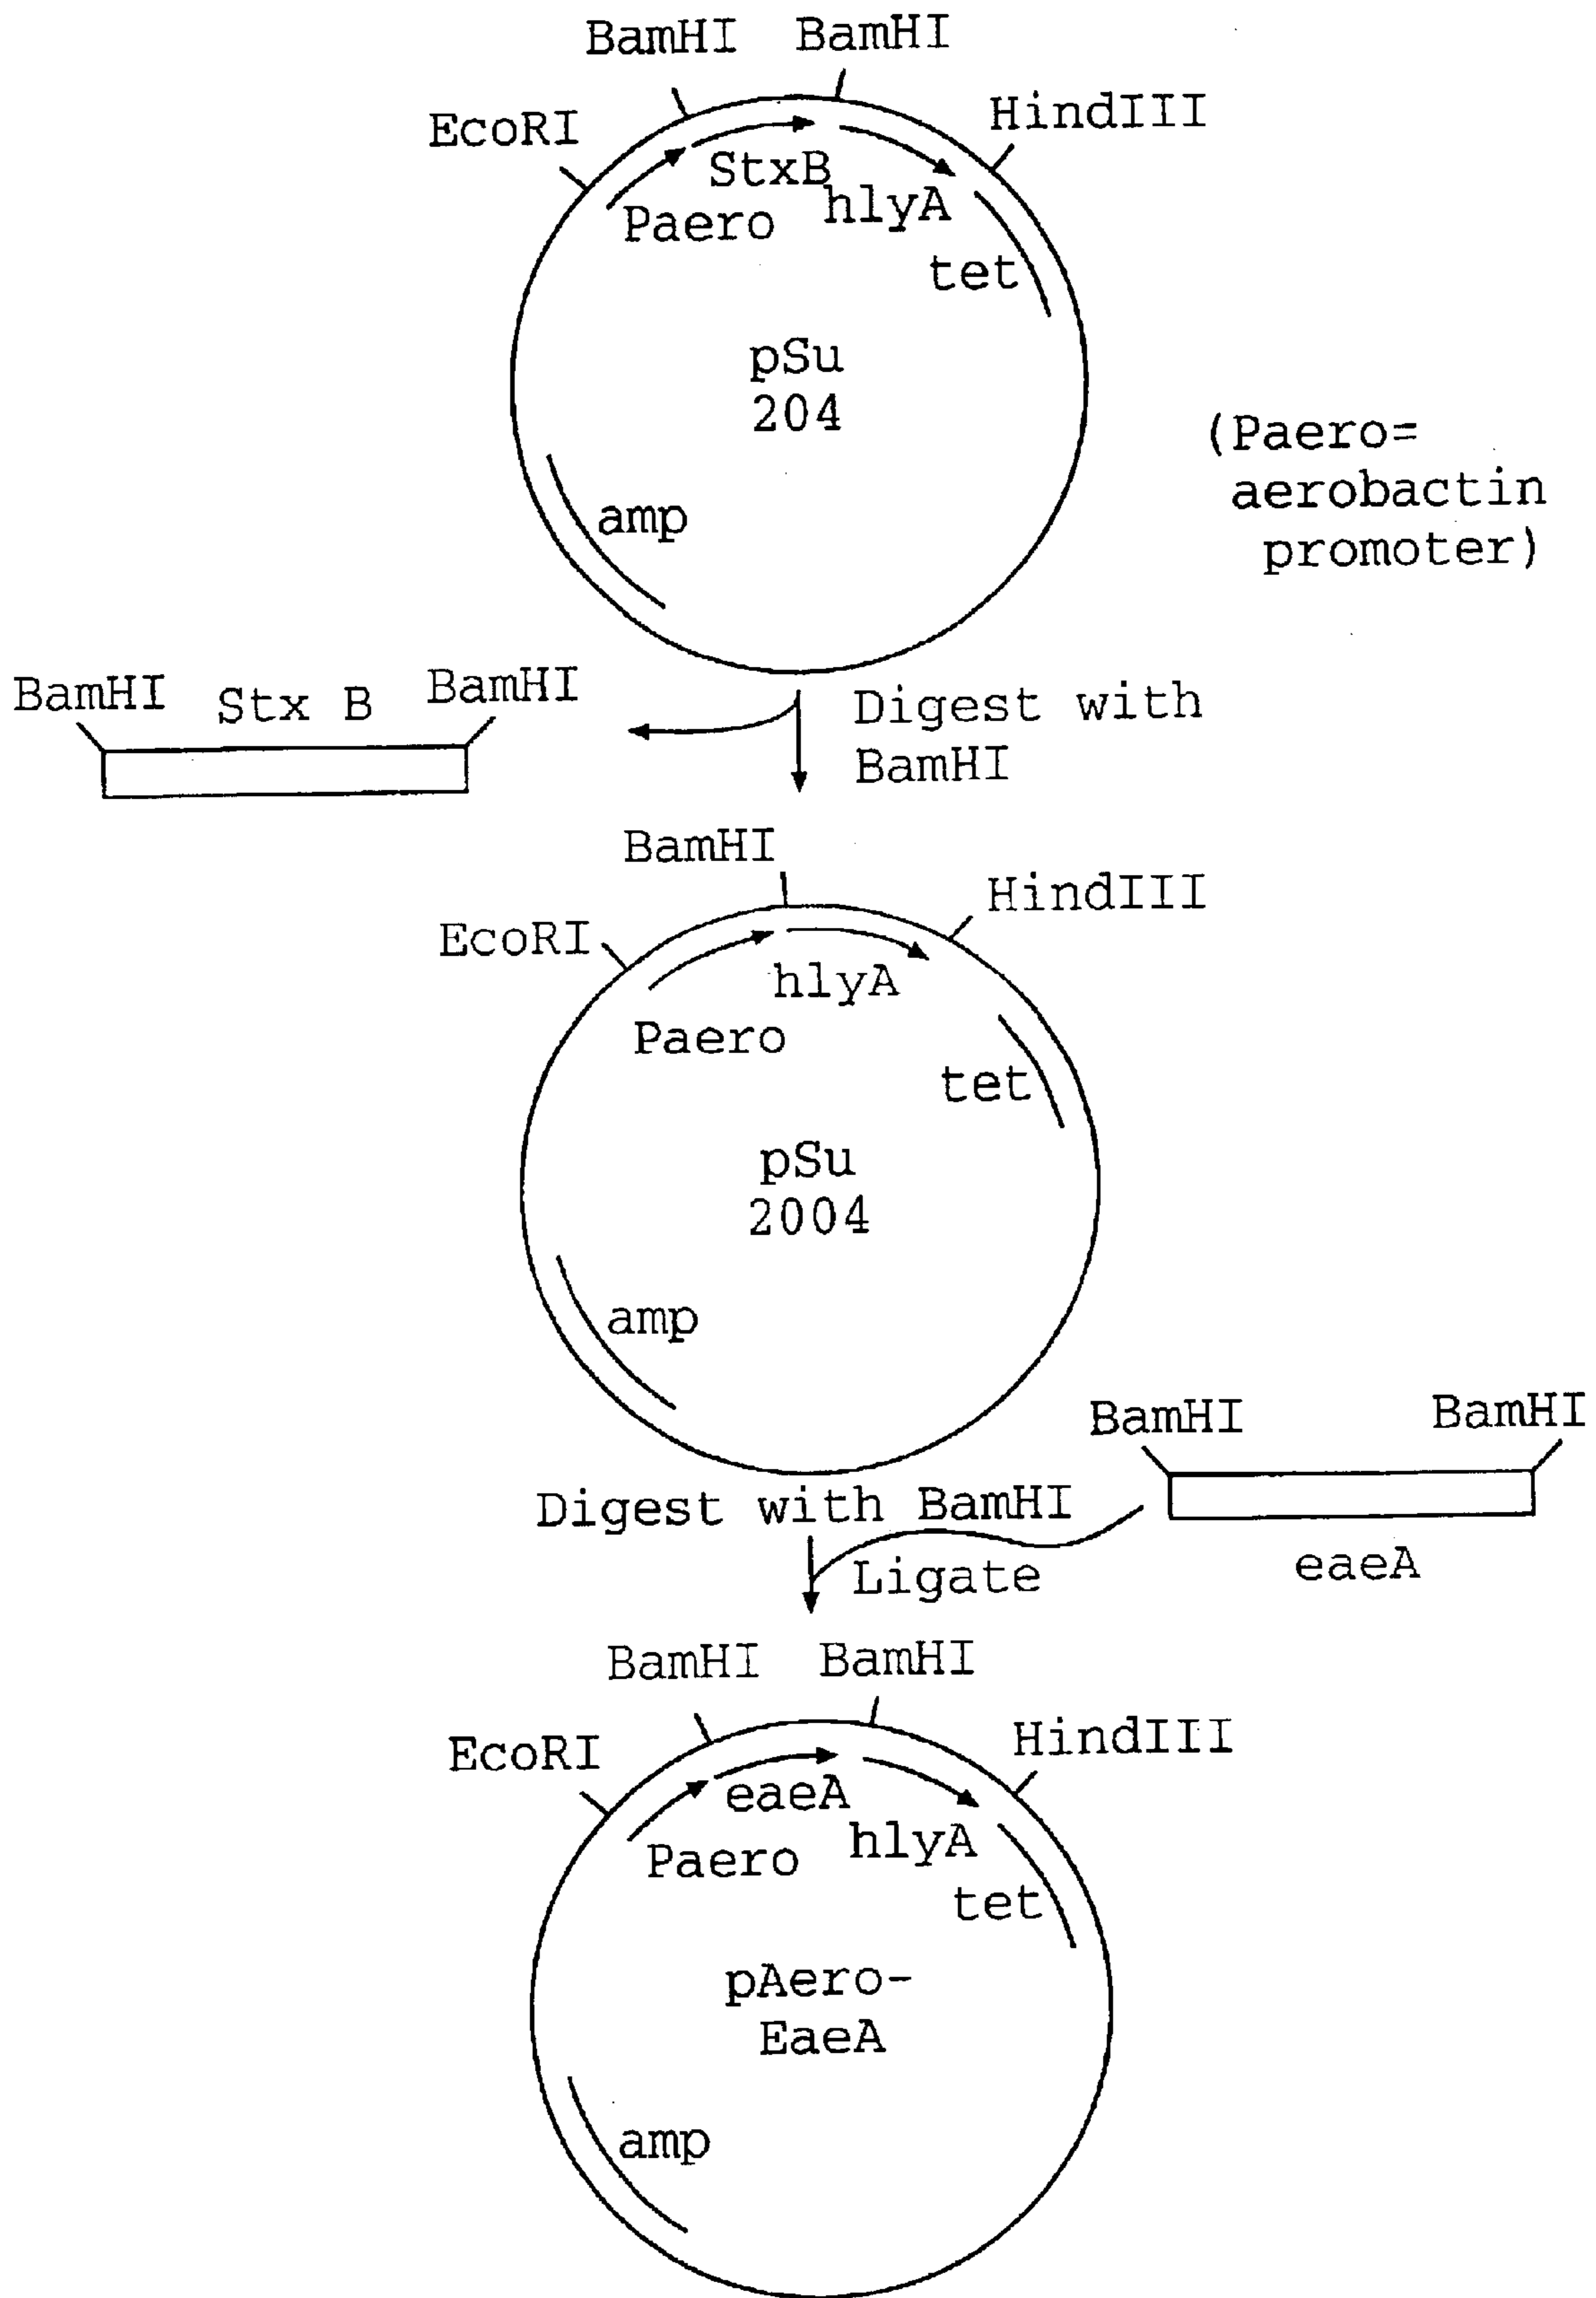 BamHI BamHI
EcoRI
HindIII
StxB
Paero
hlyA
tet
pSu
204
(Paero=
aerobactin
promoter)
amp
BamHI Stx B BamHI
Digest with
BamHI
BamHI
HindIII
EcoRI
hlyA
Paero
tet
pSu
2004
amp
BamHI BamHI
Digest with BamHI
Ligate
eaeA
BamHI BamHI
EcoRI
HindIII
eaeA
Paero
hlyA
tet
pAero-
EaeA
amp